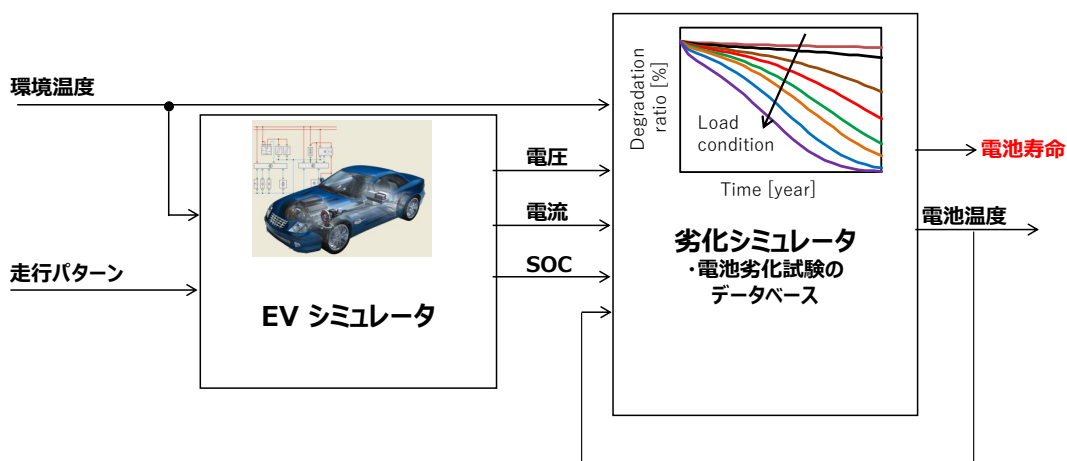 環境温度
走行パターン
EV シミュレータ
電圧
電流
SOC
Degradation
ratio [%]
Load
condition
Time [year]
劣化シミュレータ
・電池劣化試験の
データベース
電池寿命
電池温度